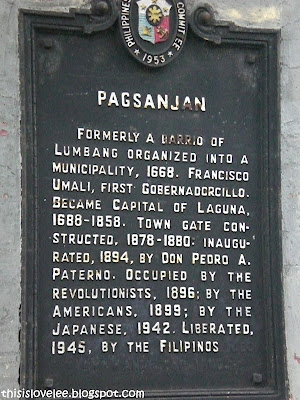 PHILIPPINES
COMMITTEE
1953
PAGSANJAN
FORMERLY A BARRIO OF
LUMBANG ORGANIZED INTO A
MUNICIPALITY, 1668. FRANCISCO
UMALI, FIRST GOBERNADORCILLO.
BECAME CAPITAL OF LAGUNA,
1688-1858. TOWN GATE CON-
STRUCTED, 1878-1880: INAUGU-
RATED, 1894, BY DON PEDRO A.
PATERNO. OCCUPIED BY THE
REVOLUTIONISTS, 1896; BY THE
AMERICANS, 1899; BY THE
JAPANESE, 1942. LIBERATED,
1945, BY THE FILIPINOS
thisislovelee.blogspot.com